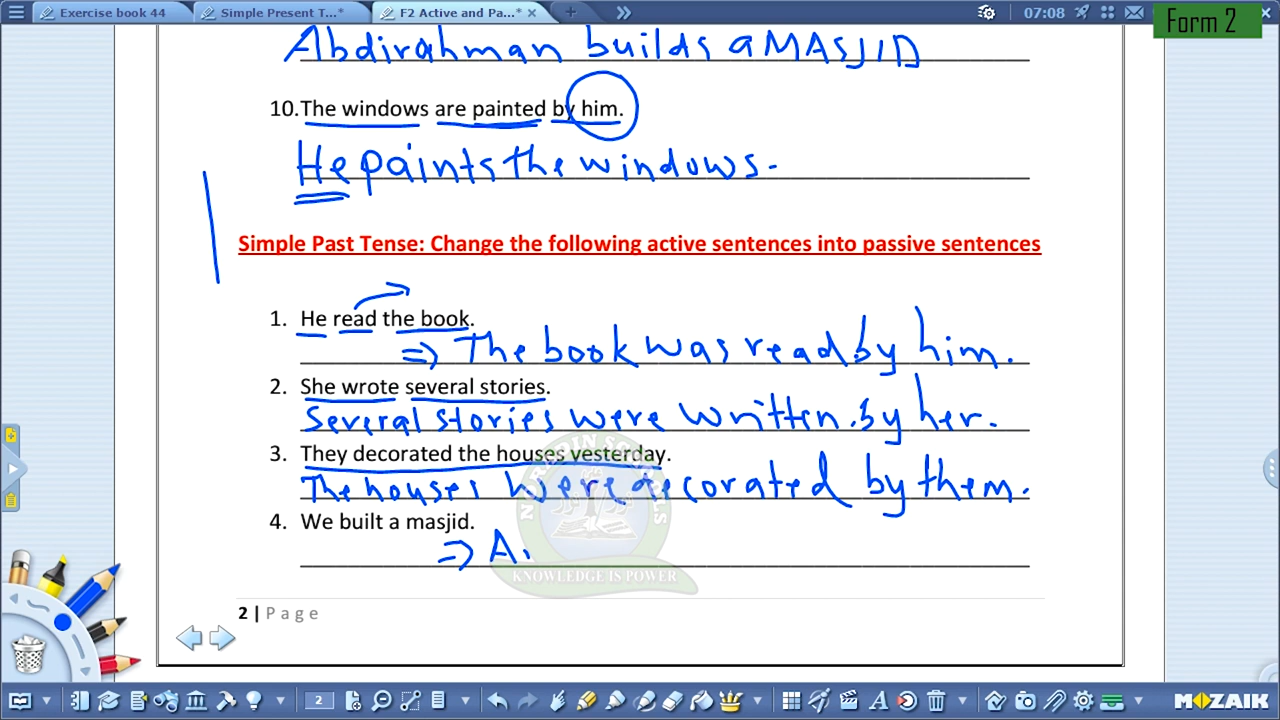 Exercise book 44
Simple Present T...*
F2 Active and Pa...*
07:08
Form 2
Abdirahman builds a MASJID
10.The windows are painted by him.
He paints the windows.
Simple Past Tense: Change the following active sentences into passive sentences
1. He read the book.
⇒ The book was read by him.
2. She wrote several stories.
Several stories were written. by her.
3. They decorated the houses yesterday.
The houses were decorated by them.
4. We built a masjid.
⇒ A
KNOWLEDGE IS POWER
2 | Page
2
MOZAIK